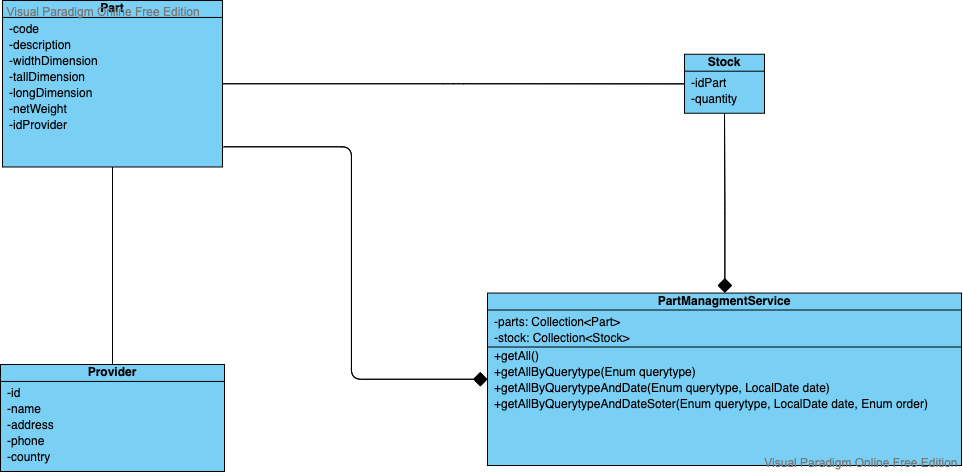 Visual Paradigm Online Free Edition
Part
-code
-description
-widthDimension
-tallDimension
-longDimension
-netWeight
-idProvider
Stock
-idPart
-quantity
Provider
-id
-name
-address
-phone
-country
PartManagmentService
-parts: Collection<Part>
-stock: Collection<Stock>
+getAll()
+getAllByQuerytype(Enum querytype)
+getAllByQuerytypeAndDate(Enum querytype, LocalDate date)
+getAllByQuerytypeAndDateSoter(Enum querytype, LocalDate date, Enum order)
Visual Paradigm Online Free Edition